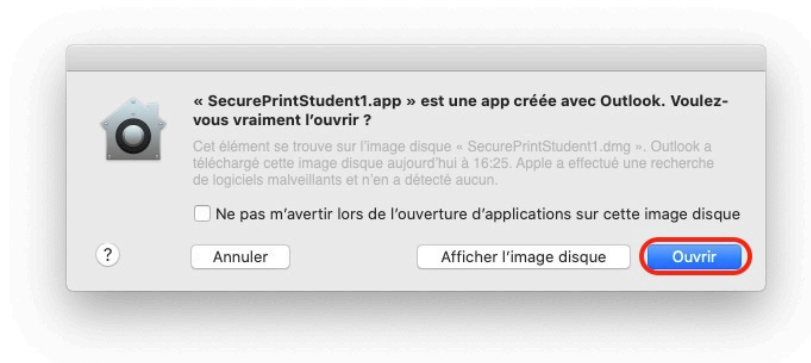 « SecurePrintStudent1.app » est une app créée avec Outlook. Voulez-
vous vraiment l’ouvrir ?
Cet élément se trouve sur l’image disque « SecurePrintStudent1.dmg ». Outlook a
téléchargé cette image disque aujourd’hui à 16:25. Apple a effectué une recherche
de logiciels malveillants et n’en a détecté aucun.
Ne pas m’avertir lors de l’ouverture d’applications sur cette image disque
? Annuler Afficher l’image disque Ouvrir